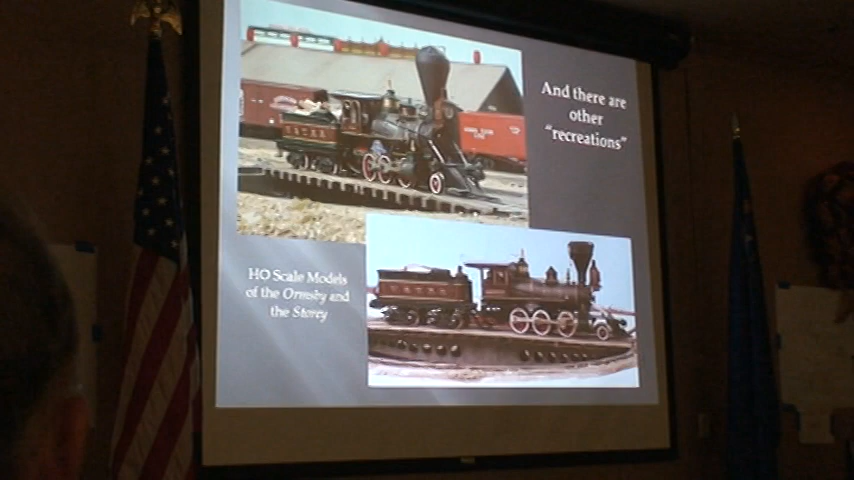 And there are
other
"recreations"
HO Scale Models
of the Ormsby and
the Storey